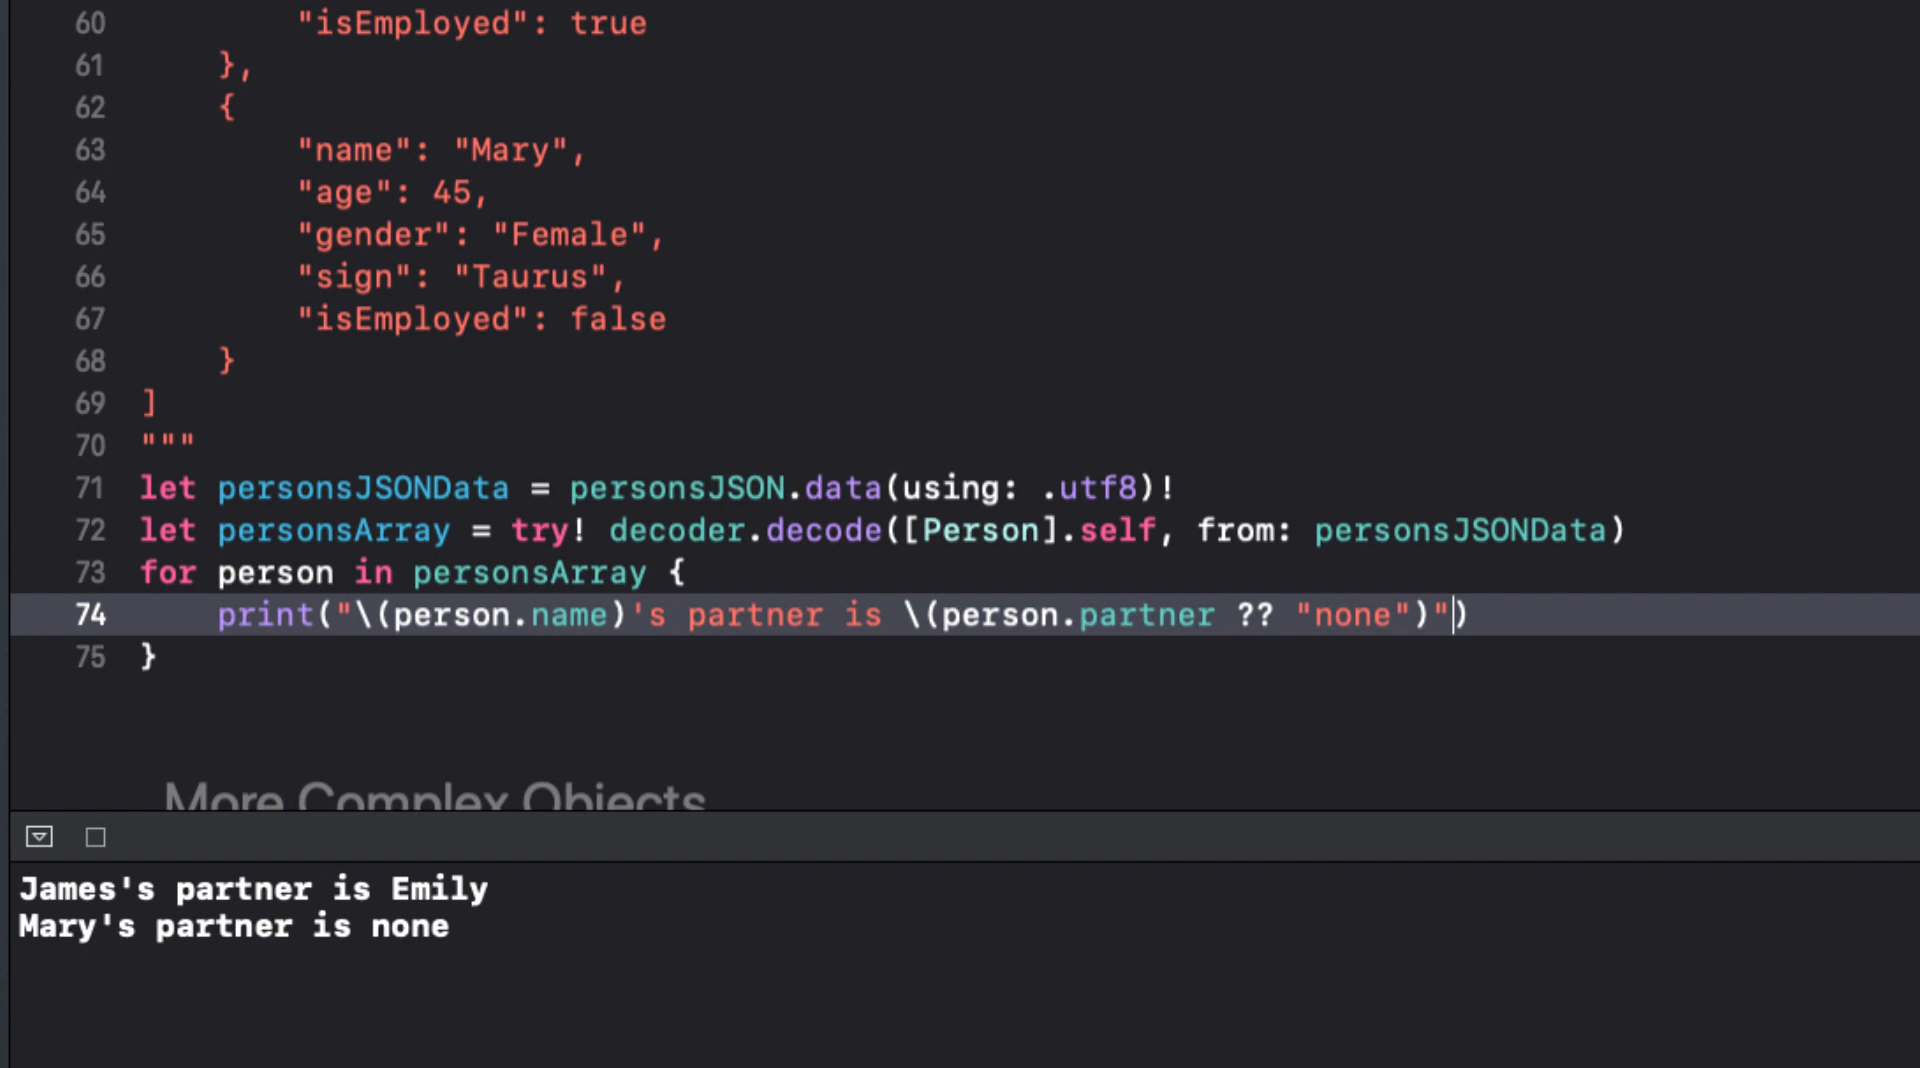 60 "isEmployed": true
61 },
62 {
63 "name": "Mary",
64 "age": 45,
65 "gender": "Female",
66 "sign": "Taurus",
67 "isEmployed": false
68 }
69 ]
70 """
71 let personsJSONData = personsJSON.data(using: .utf8)!
72 let personsArray = try! decoder.decode([Person].self, from: personsJSONData)
73 for person in personsArray {
74 print("\(person.name)'s partner is \(person.partner ?? "none")")
75 }
More Complex Objects
James's partner is Emily
Mary's partner is none